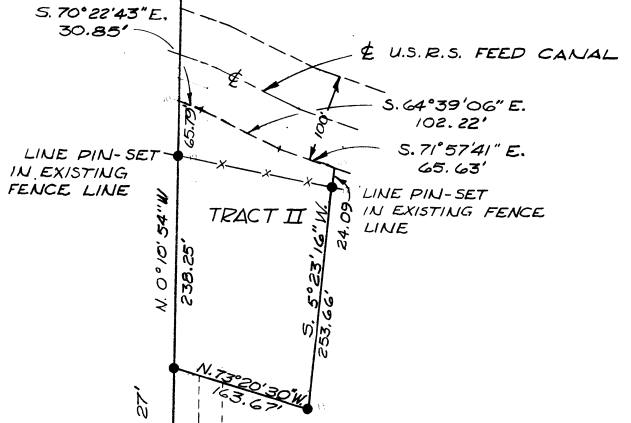 S. 70°22'43" E.
30.85'
℄ U.S.R.S. FEED CANAL
℄
S. 64°39'06" E.
102.22'
100'
65.79'
S. 71°57'41" E.
65.63'
LINE PIN-SET
IN EXISTING
FENCE LINE
LINE PIN-SET
IN EXISTING FENCE
LINE
24.09
TRACT II
N. 0°10'54" W
238.25'
S. 5°23'16" W.
253.66'
N. 73°20'30" W.
163.67'
27'